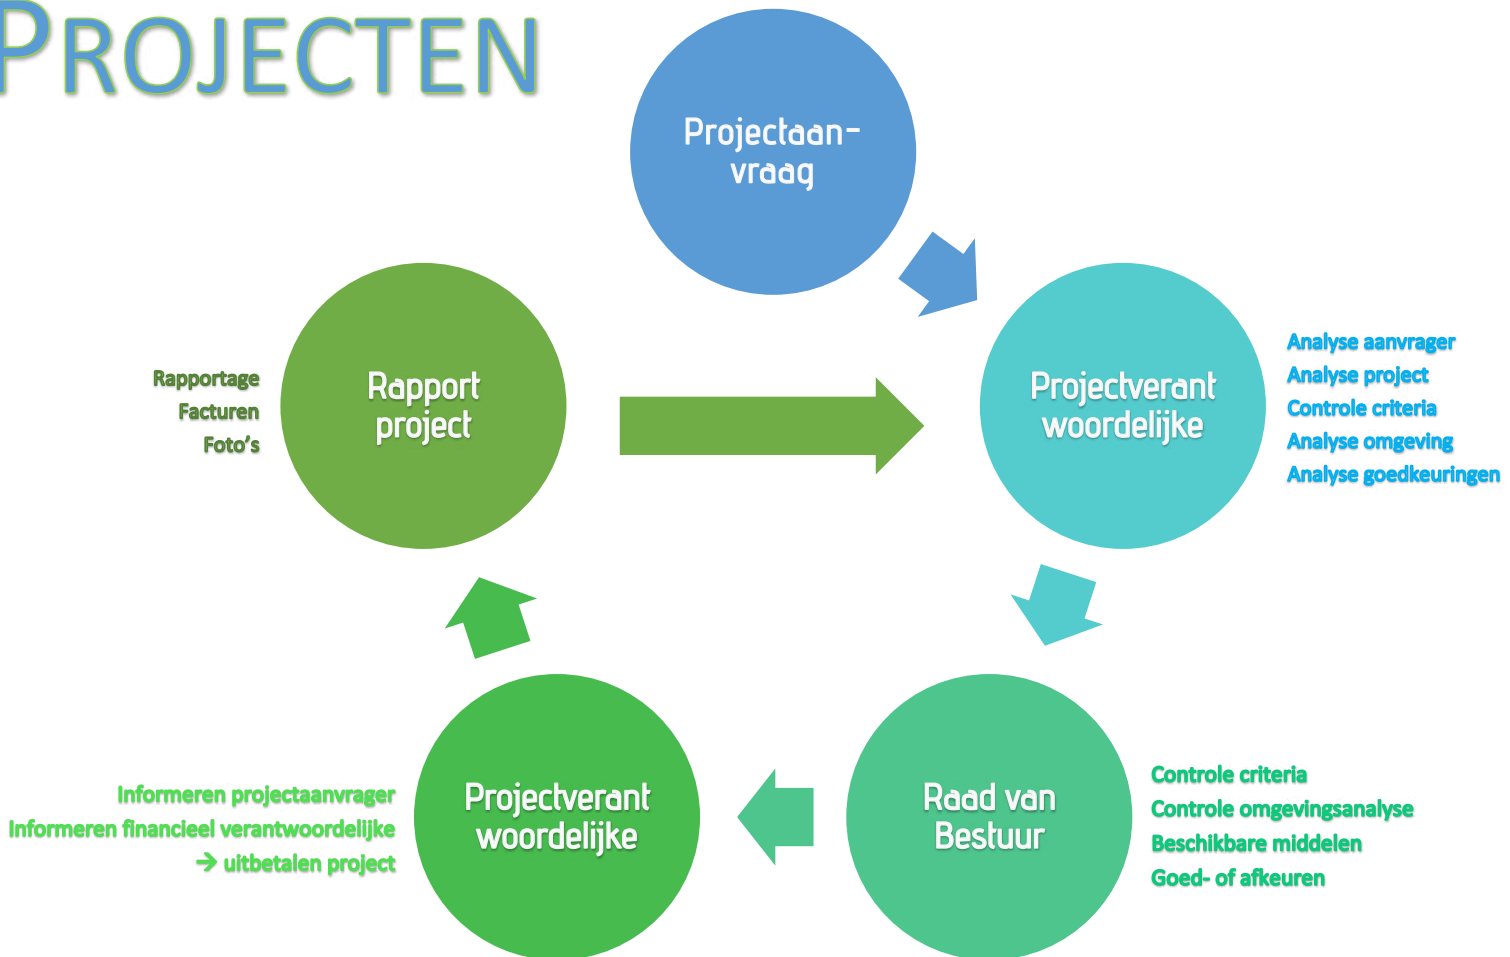 PROJECTEN
Projectaan-
vraag
Projectverant
woordelijke
Analyse aanvrager
Analyse project
Controle criteria
Analyse omgeving
Analyse goedkeuringen
Raad van
Bestuur
Controle criteria
Controle omgevingsanalyse
Beschikbare middelen
Goed- of afkeuren
Projectverant
woordelijke
Informeren projectaanvrager
Informeren financieel verantwoordelijke
→ uitbetalen project
Rapport
project
Rapportage
Facturen
Foto's